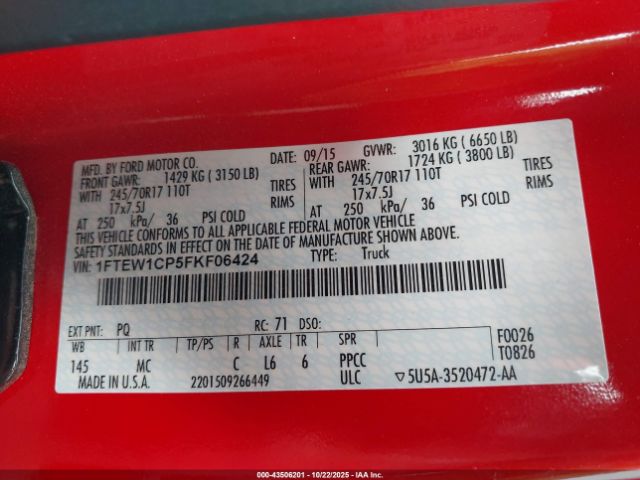 MFD. BY FORD MOTOR CO.
DATE: 09/15 GVWR: 3016 KG ( 6650 LB)
FRONT GAWR: 1429 KG ( 3150 LB) REAR GAWR: 1724 KG ( 3800 LB)
WITH 245/70R17 110T TIRES WITH 245/70R17 110T TIRES
17x7.5J RIMS 17x7.5J RIMS
AT 250 kPa/ 36 PSI COLD AT 250 kPa/ 36 PSI COLD
THIS VEHICLE CONFORMS TO ALL APPLICABLE FEDERAL MOTOR VEHICLE
SAFETY STANDARDS IN EFFECT ON THE DATE OF MANUFACTURE SHOWN ABOVE.
VIN: 1FTEW1CP5FKF06424 TYPE: Truck
EXT PNT: PQ RC: 71 DSO: F0026
WB INT TR TP/PS R AXLE TR SPR T0826
145 MC C L6 6 PPCC
MADE IN U.S.A. 2201509266449 ULC ▽5U5A-3520472-AA
000-43506201 - 10/22/2025 - IAA